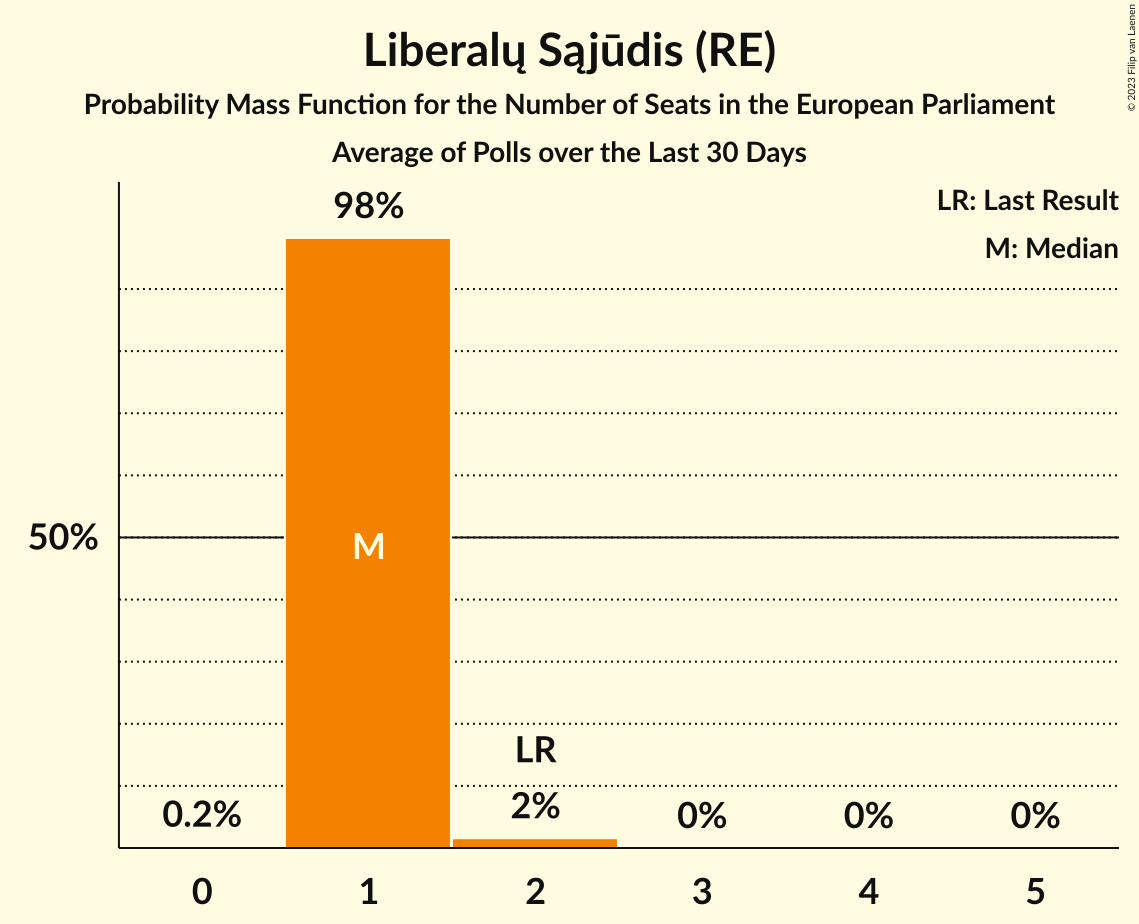 Liberalų Sąjūdis (RE)
Probability Mass Function for the Number of Seats in the European Parliament
Average of Polls over the Last 30 Days
© 2023 Filip van Laenen
LR: Last Result
M: Median
98%
50%
M
LR
0.2%
2%
0%
0%
0%
0
1
2
3
4
5